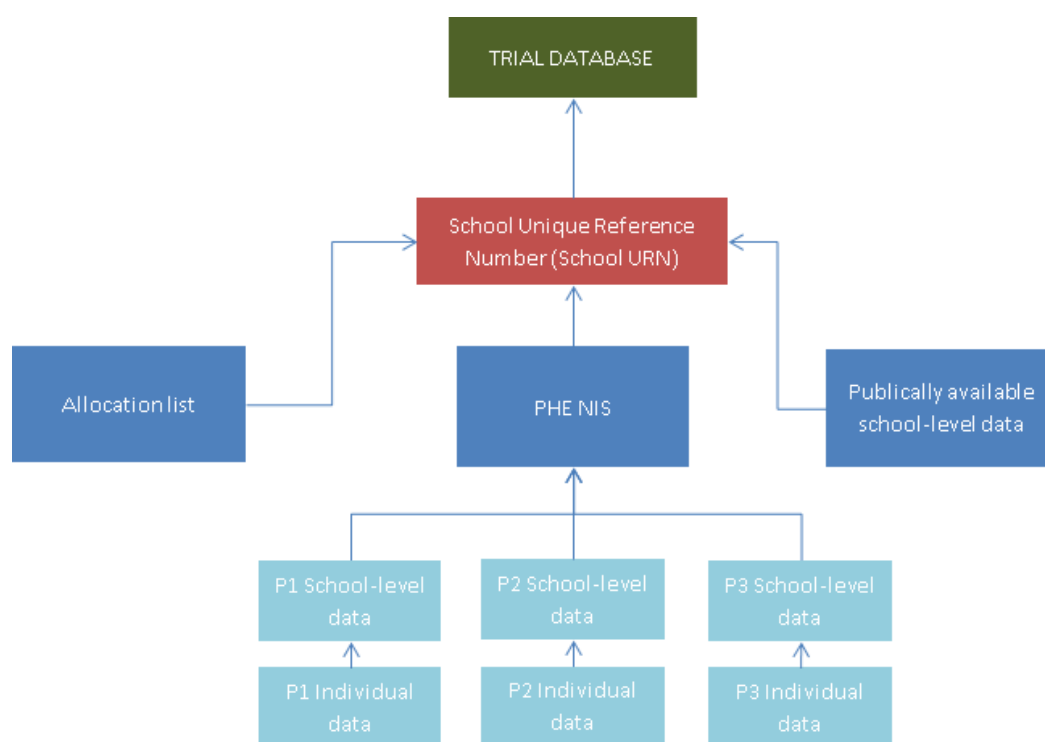 TRIAL DATABASE
School Unique Reference
Number (School URN)
Allocation list
PHE NIS
Publically available
school-level data
P1 School-level
data
P2 School-level
data
P3 School-level
data
P1 Individual
data
P2 Individual
data
P3 Individual
data